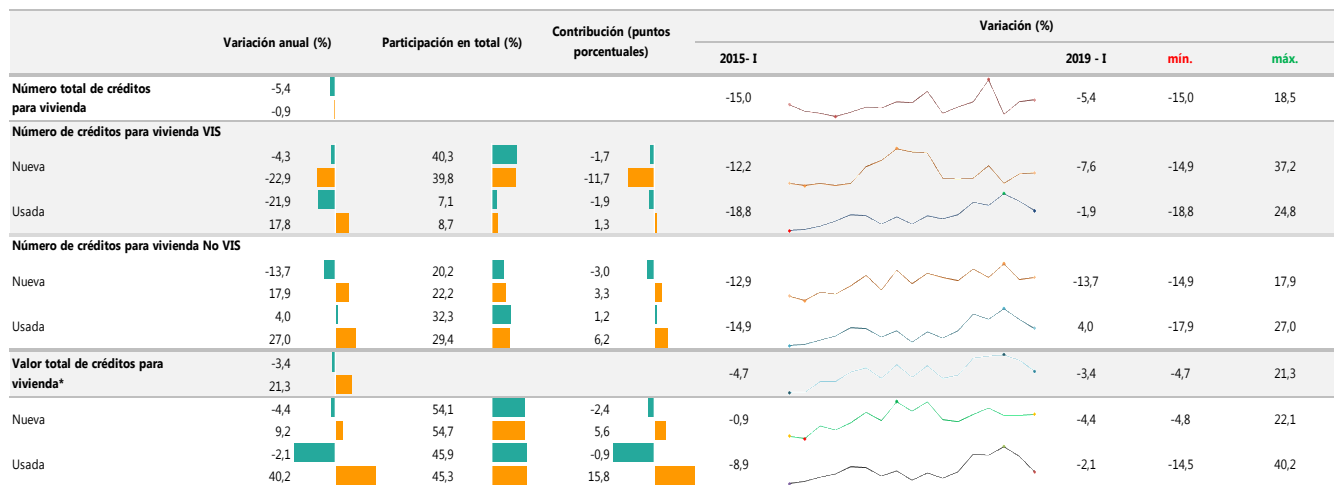 Variación anual (%) Participación en total (%) Contribución (puntos porcentuales) Variación (%)
2015- I 2019 - I mín. máx.
Número total de créditos para vivienda -5,4 -15,0 -5,4 -15,0 18,5
-0,9
Número de créditos para vivienda VIS
Nueva -4,3 40,3 -1,7 -12,2 -7,6 -14,9 37,2
-22,9 39,8 -11,7
Usada -21,9 7,1 -1,9 -18,8 -1,9 -18,8 24,8
17,8 8,7 1,3
Número de créditos para vivienda No VIS
Nueva -13,7 20,2 -3,0 -12,9 -13,7 -14,9 17,9
17,9 22,2 3,3
Usada 4,0 32,3 1,2 -14,9 4,0 -17,9 27,0
27,0 29,4 6,2
Valor total de créditos para vivienda* -3,4 -4,7 -3,4 -4,7 21,3
21,3
Nueva -4,4 54,1 -2,4 -0,9 -4,4 -4,8 22,1
9,2 54,7 5,6
Usada -2,1 45,9 -0,9 -8,9 -2,1 -14,5 40,2
40,2 45,3 15,8